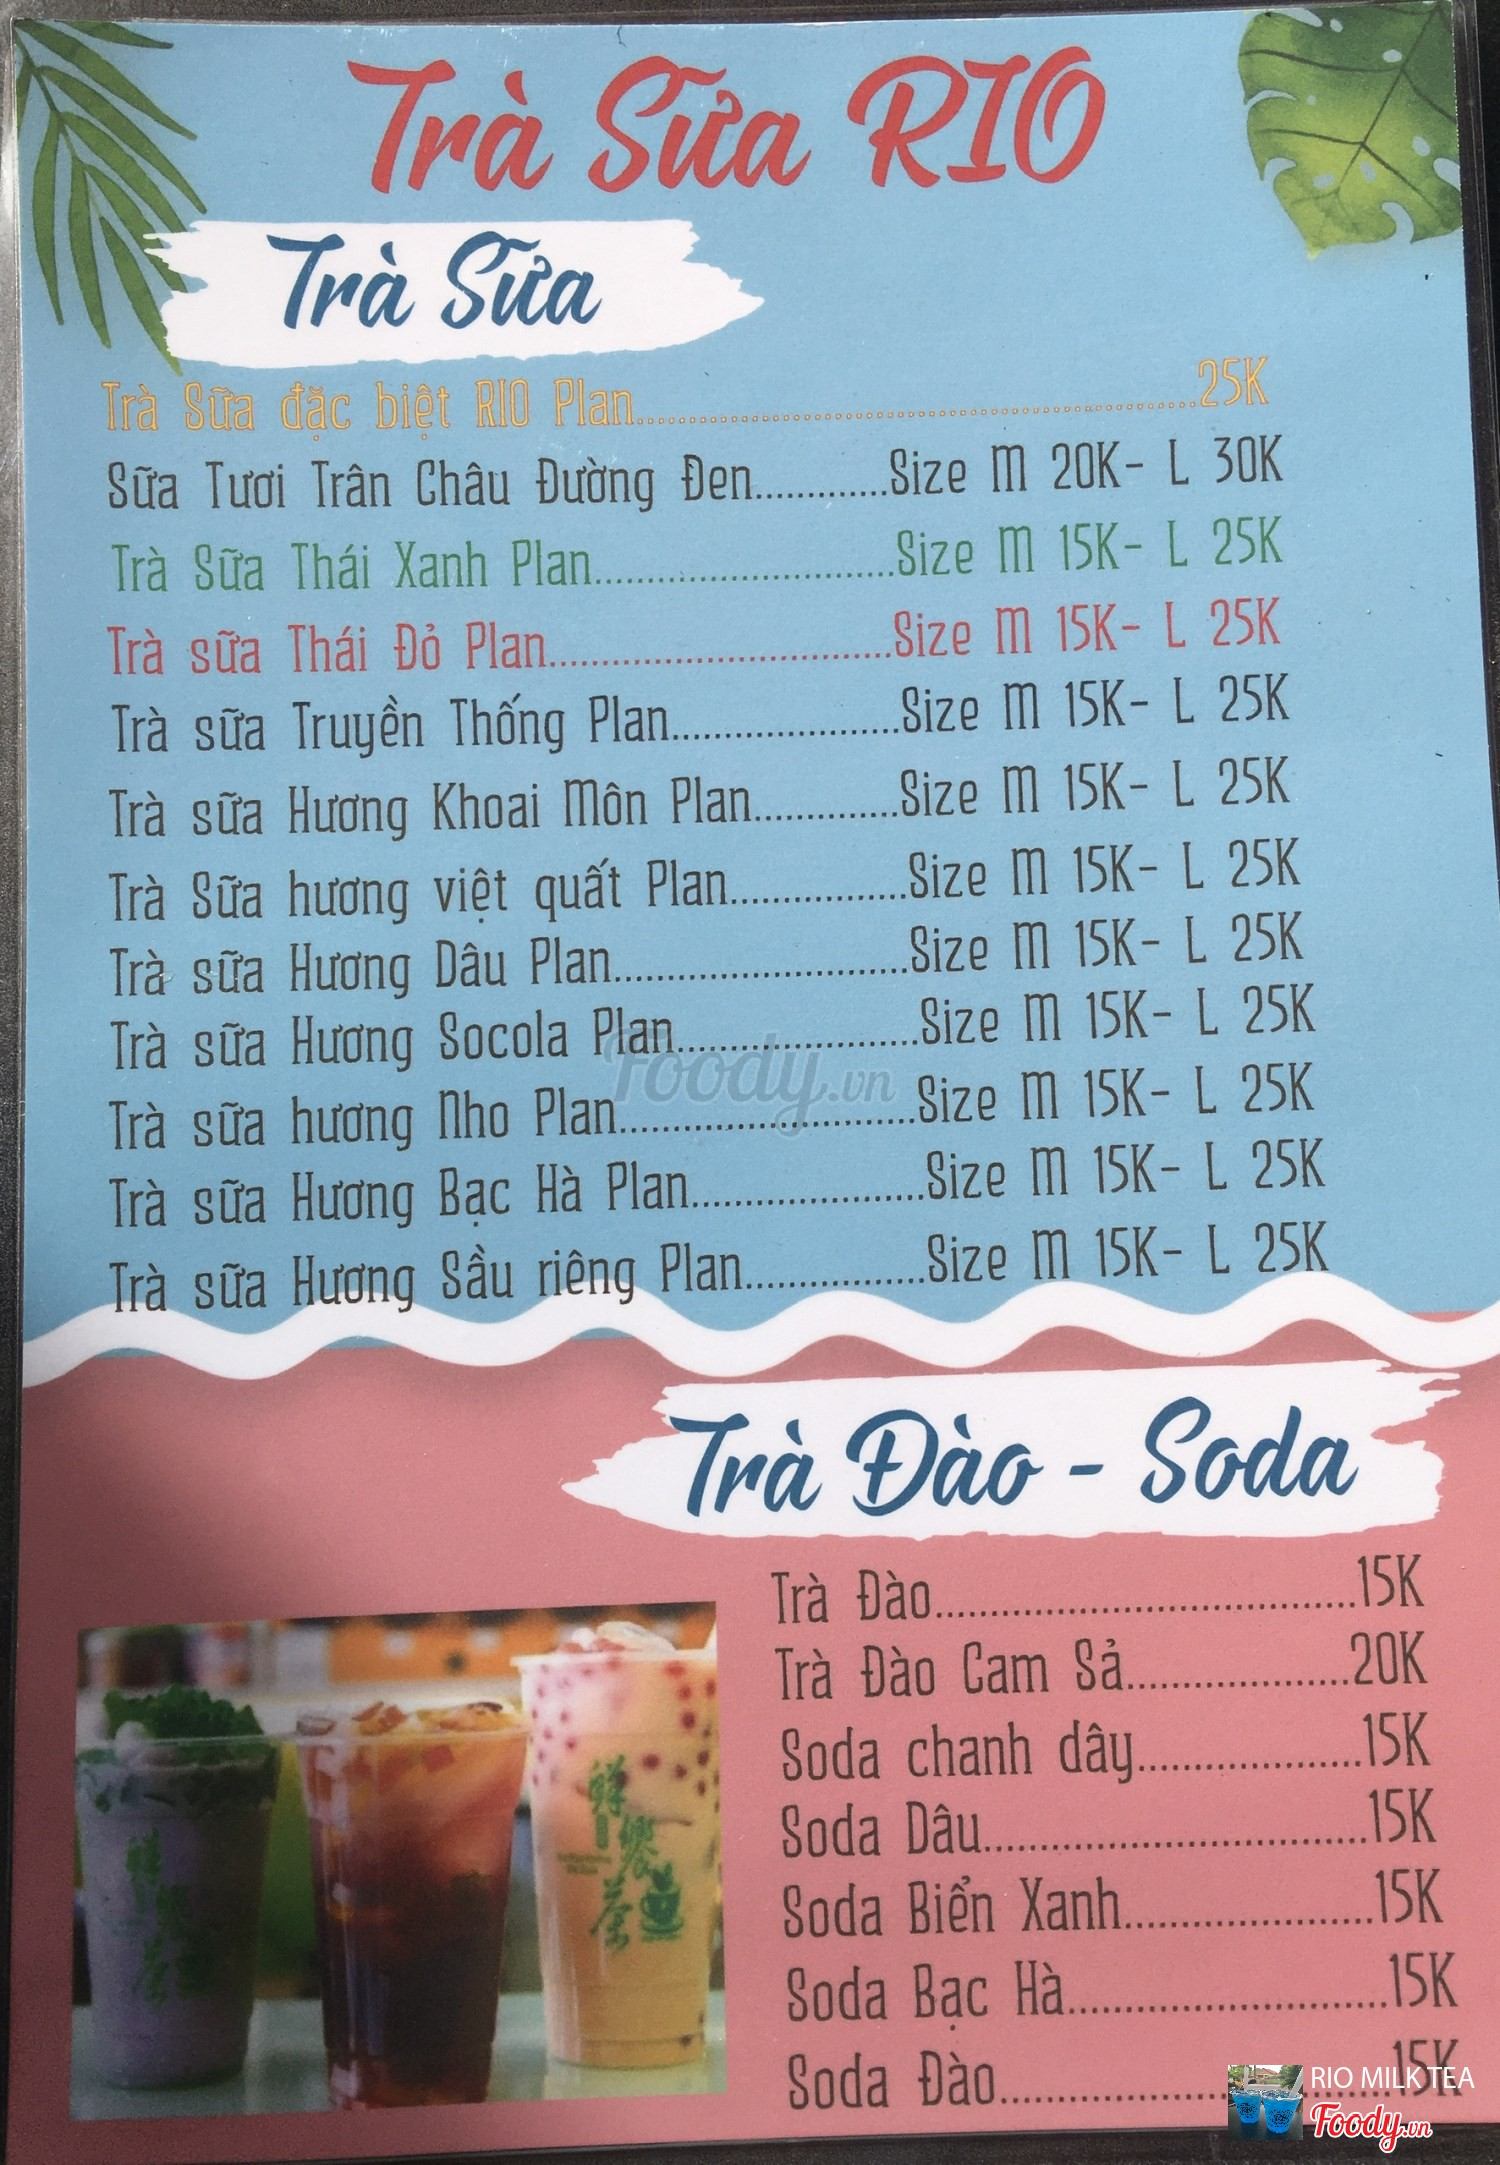 Trà Sữa RIO
Trà Sữa
Trà Sữa đặc biệt RIO Plan..........25K
Sữa Tươi Trân Châu Đường Đen.............Size M 20K- L 30K
Trà Sữa Thái Xanh Plan.............................Size M 15K- L 25K
Trà sữa Thái Đỏ Plan.................................Size M 15K- L 25K
Trà sữa Truyền Thống Plan......................Size M 15K- L 25K
Trà sữa Hương Khoai Môn Plan..............Size M 15K- L 25K
Trà Sữa hương việt quất Plan.................Size M 15K- L 25K
Trà sữa Hương Dâu Plan............................Size M 15K- L 25K
Trà sữa Hương Socola Plan.......................Size M 15K- L 25K
Foody.vn
Trà sữa hương Nho Plan.............................Size M 15K- L 25K
Trà sữa Hương Bạc Hà Plan......................Size M 15K- L 25K
Trà sữa Hương Sầu riêng Plan.................Size M 15K- L 25K
Trà Đào - Soda
Trà Đào.......................................15K
Trà Đào Cam Sả.....................20K
Soda chanh dây.....................15K
Soda Dâu....................................15K
Soda Biển Xanh.......................15K
Soda Bạc Hà..............................15K
Soda Đào.....................................15K
鮮饗茶
RIO MILK TEA
Foody.vn